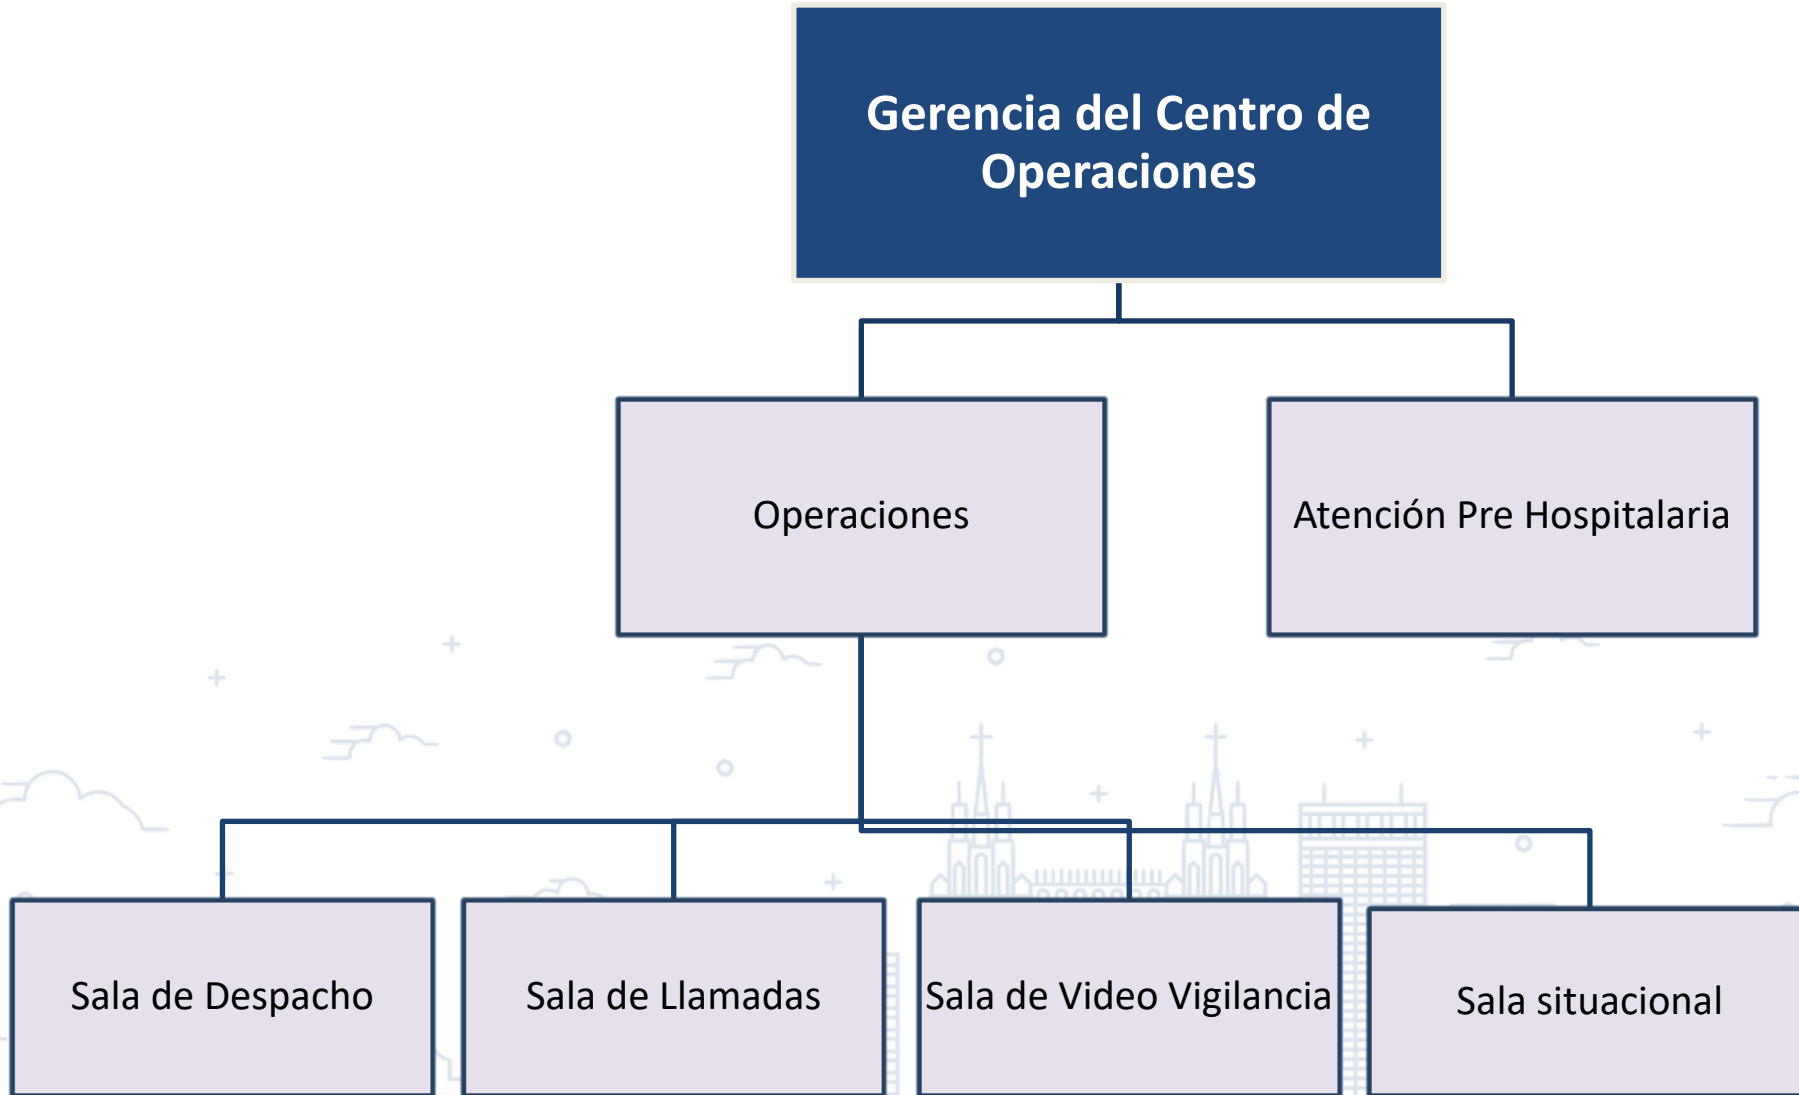 Gerencia del Centro de
Operaciones
Operaciones
Atención Pre Hospitalaria
Sala de Despacho
Sala de Llamadas
Sala de Video Vigilancia
Sala situacional